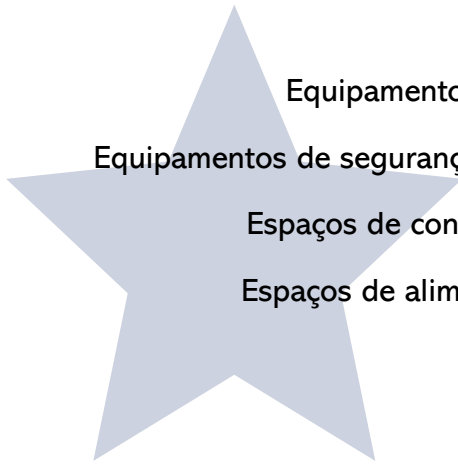 Equipamento
Equipamentos de seguranç
Espaços de con
Espaços de alim